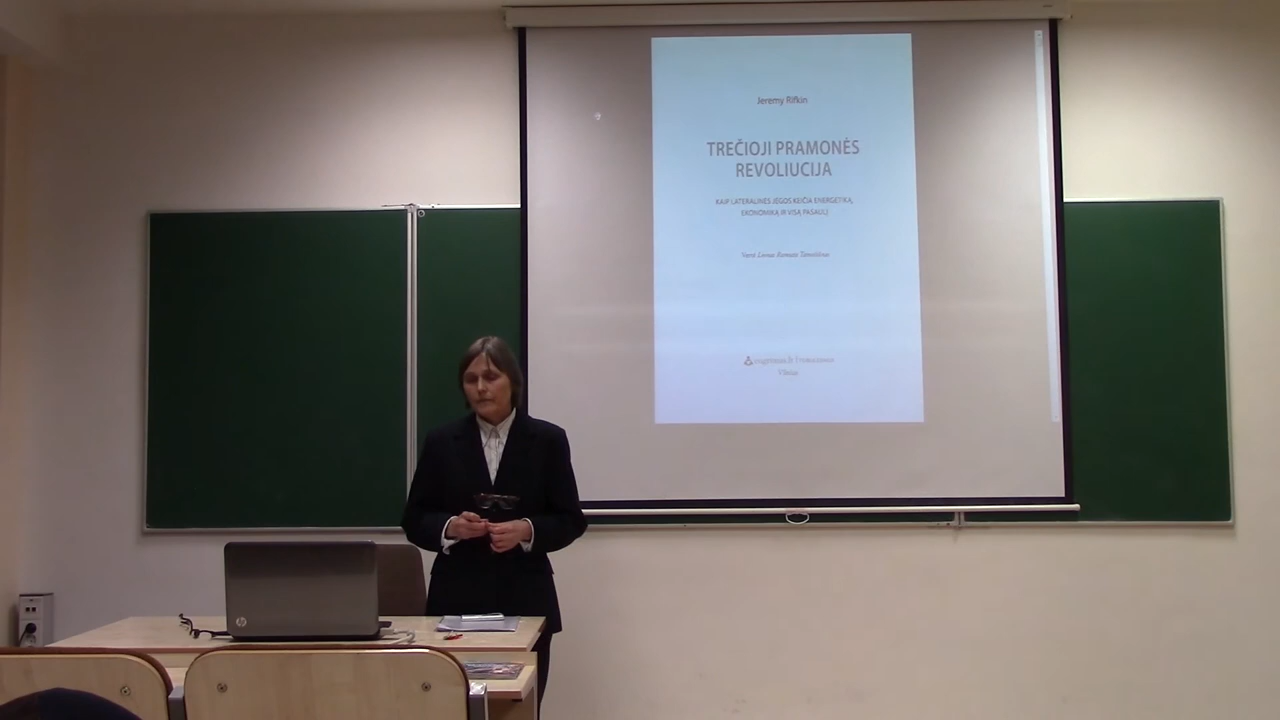 Jeremy Rifkin
TREČIOJI PRAMONĖS
REVOLIUCIJA
KAIP LATERALINĖS JĖGOS KEIČIA ENERGETIKĄ,
EKONOMIKĄ IR VISĄ PASAULĮ
Vilnius
hp